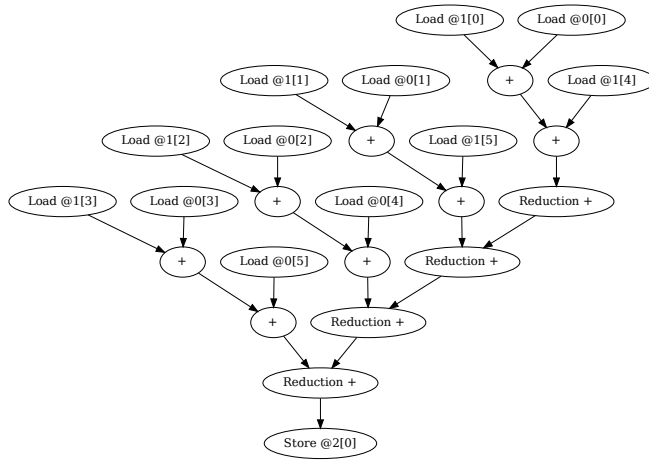 Load @1[0]
Load @0[0]
Load @1[1]
Load @0[1]
+
Load @1[4]
Load @1[2]
Load @0[2]
+
Load @1[5]
+
Load @1[3]
Load @0[3]
+
Load @0[4]
+
Reduction +
+
Load @0[5]
+
Reduction +
+
Reduction +
Reduction +
Store @2[0]